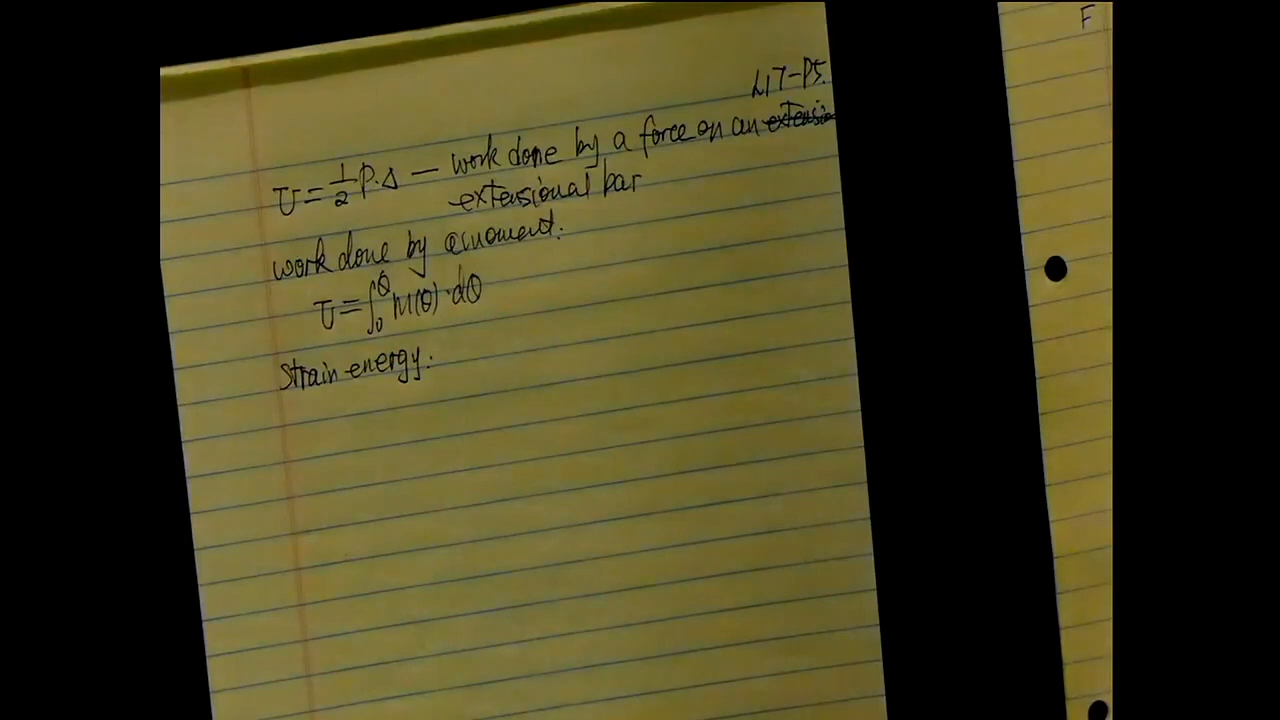 L17-P5.
U = 1/2 P·Δ — work done by a force on an extension
extensional bar
work done by a moment.
U = ∫₀^θ M(θ)·dθ
Strain energy:
F